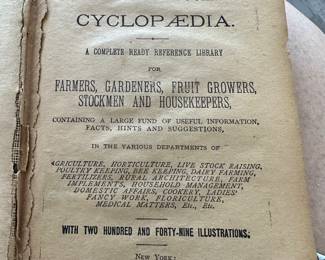 CYCLOPÆDIA.
A COMPLETE READY REFERENCE LIBRARY
FOR
FARMERS, GARDENERS, FRUIT GROWERS,
STOCKMEN AND HOUSEKEEPERS,
CONTAINING A LARGE FUND OF USEFUL INFORMATION,
FACTS, HINTS AND SUGGESTIONS,
IN THE VARIOUS DEPARTMENTS OF
AGRICULTURE, HORTICULTURE, LIVE STOCK RAISING,
POULTRY KEEPING, BEE KEEPING, DAIRY FARMING,
FERTILIZERS, RURAL ARCHITECTURE, FARM
IMPLEMENTS, HOUSEHOLD MANAGEMENT,
DOMESTIC AFFAIRS, COOKERY, LADIES'
FANCY WORK, FLORICULTURE,
MEDICAL MATTERS, Etc., Etc.
WITH TWO HUNDRED AND FORTY-NINE ILLUSTRATIONS.
NEW YORK: